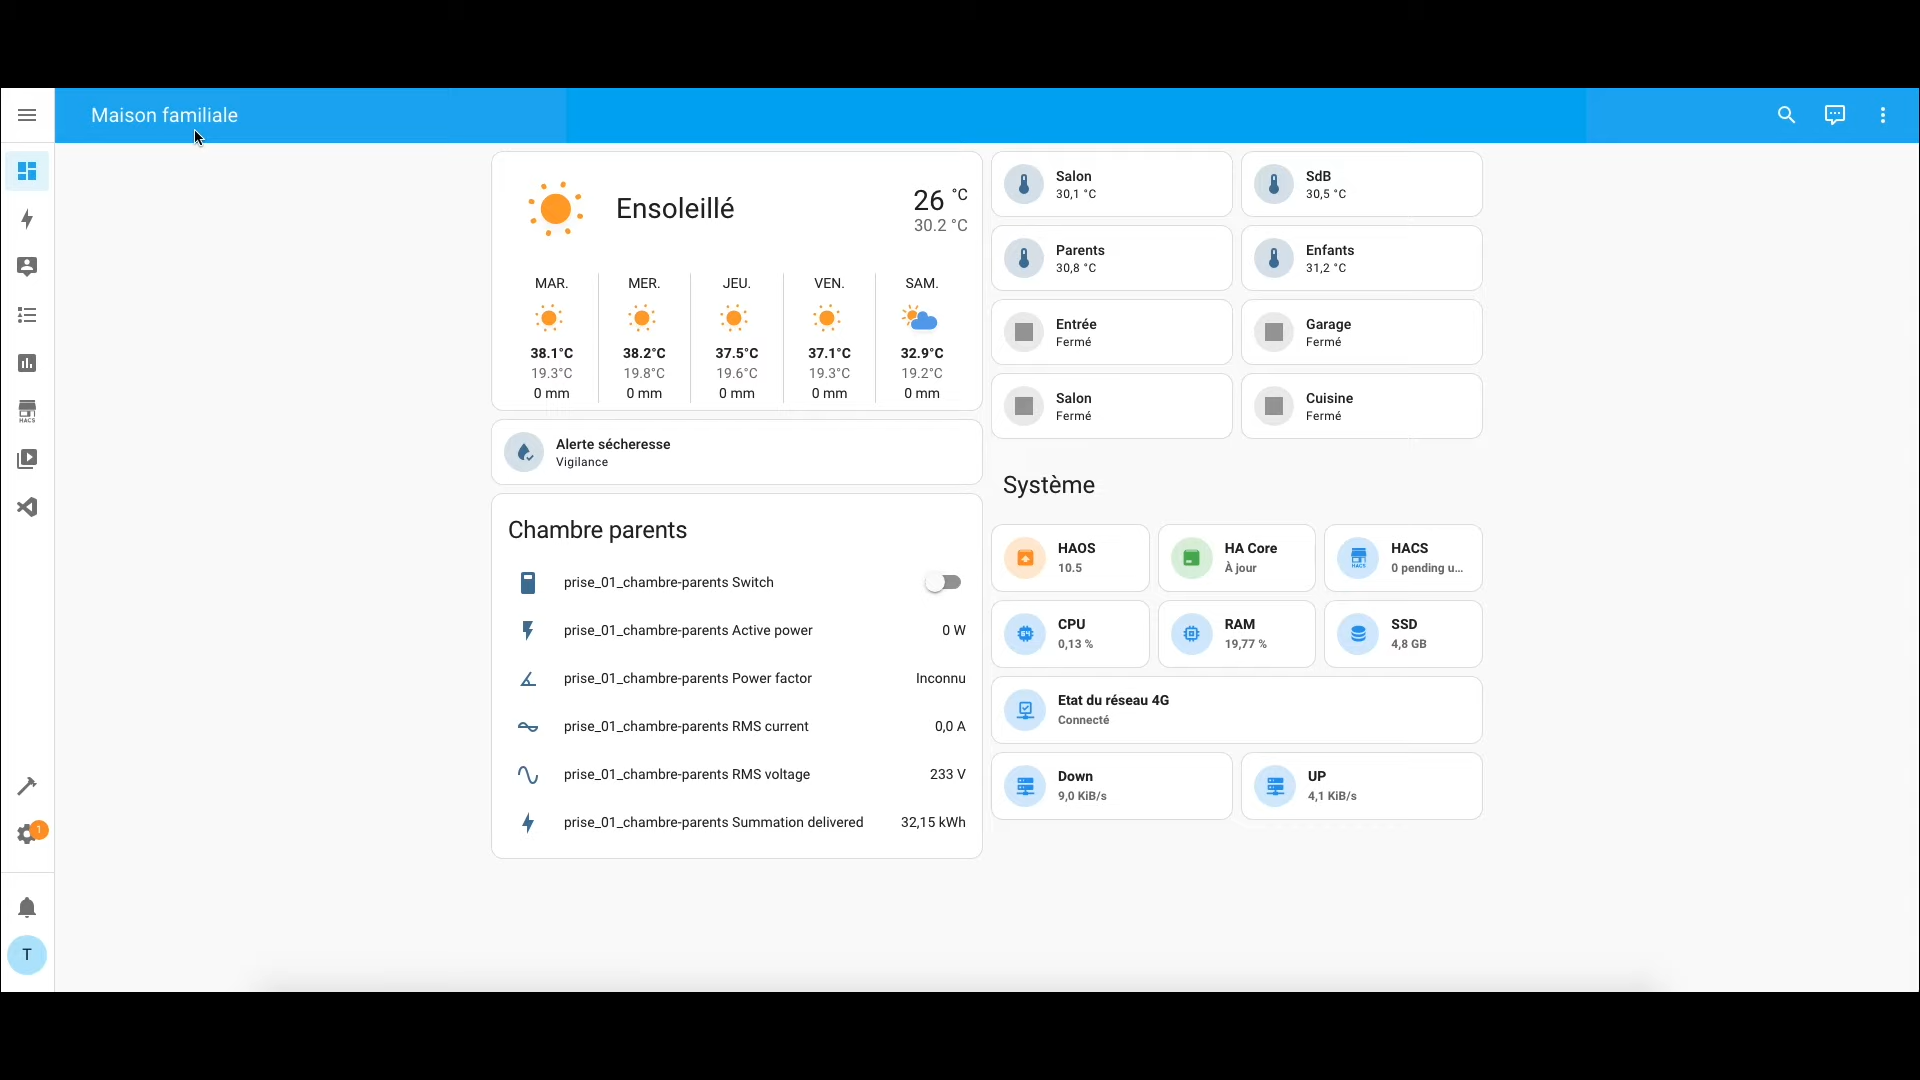 Maison familiale
Ensoleillé
26 °C
30.2 °C
MAR.
38.1°C
19.3°C
0 mm
MER.
38.2°C
19.8°C
0 mm
JEU.
37.5°C
19.6°C
0 mm
VEN.
37.1°C
19.3°C
0 mm
SAM.
32.9°C
19.2°C
0 mm
Alerte sécheresse
Vigilance
Chambre parents
prise_01_chambre-parents Switch
prise_01_chambre-parents Active power 0 W
prise_01_chambre-parents Power factor Inconnu
prise_01_chambre-parents RMS current 0,0 A
prise_01_chambre-parents RMS voltage 233 V
prise_01_chambre-parents Summation delivered 32,15 kWh
Salon
30,1 °C
SdB
30,5 °C
Parents
30,8 °C
Enfants
31,2 °C
Entrée
Fermé
Garage
Fermé
Salon
Fermé
Cuisine
Fermé
Système
HAOS
10.5
HA Core
À jour
HACS
0 pending u...
CPU
0,13 %
RAM
19,77 %
SSD
4,8 GB
Etat du réseau 4G
Connecté
Down
9,0 KiB/s
UP
4,1 KiB/s
HACS
HACS
64
1
T